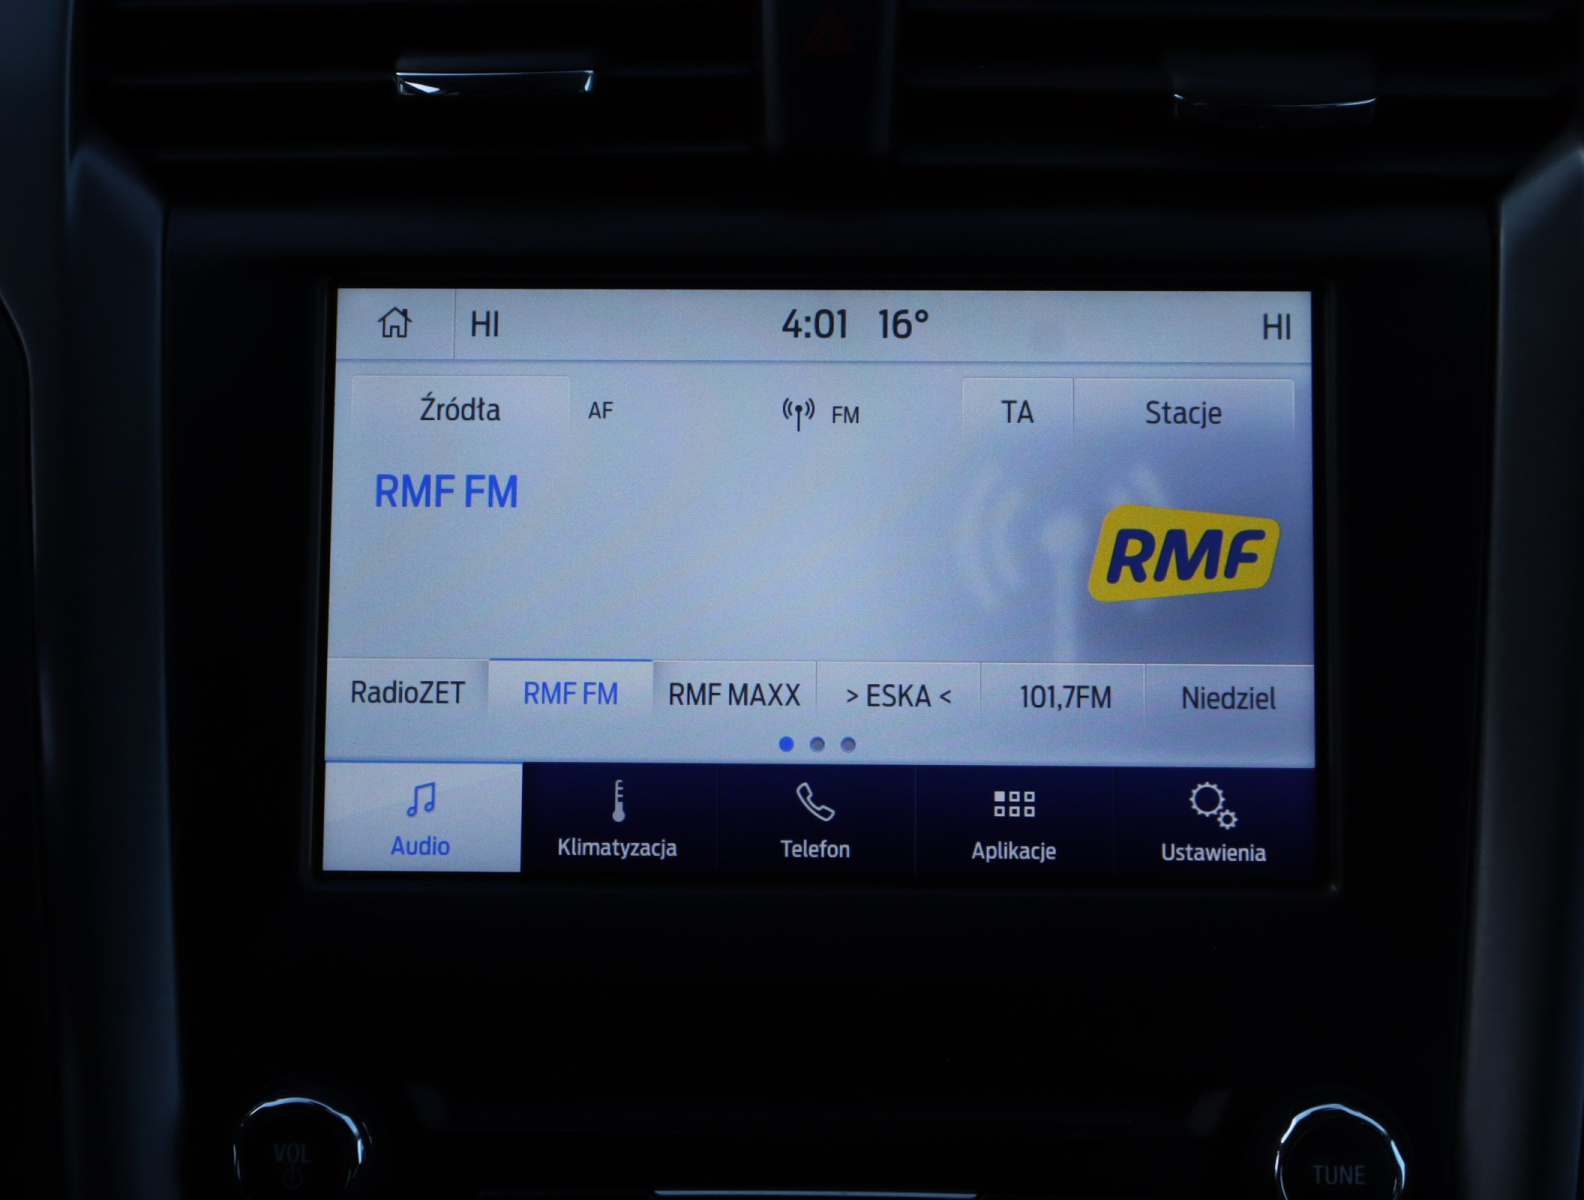 HI 4:01 16° HI
Źródła AF FM TA Stacje
RMF FM
RMF
RadioZET RMF FM RMF MAXX > ESKA < 101,7FM Niedziel
Audio Klimatyzacja Telefon Aplikacje Ustawienia
VOL TUNE